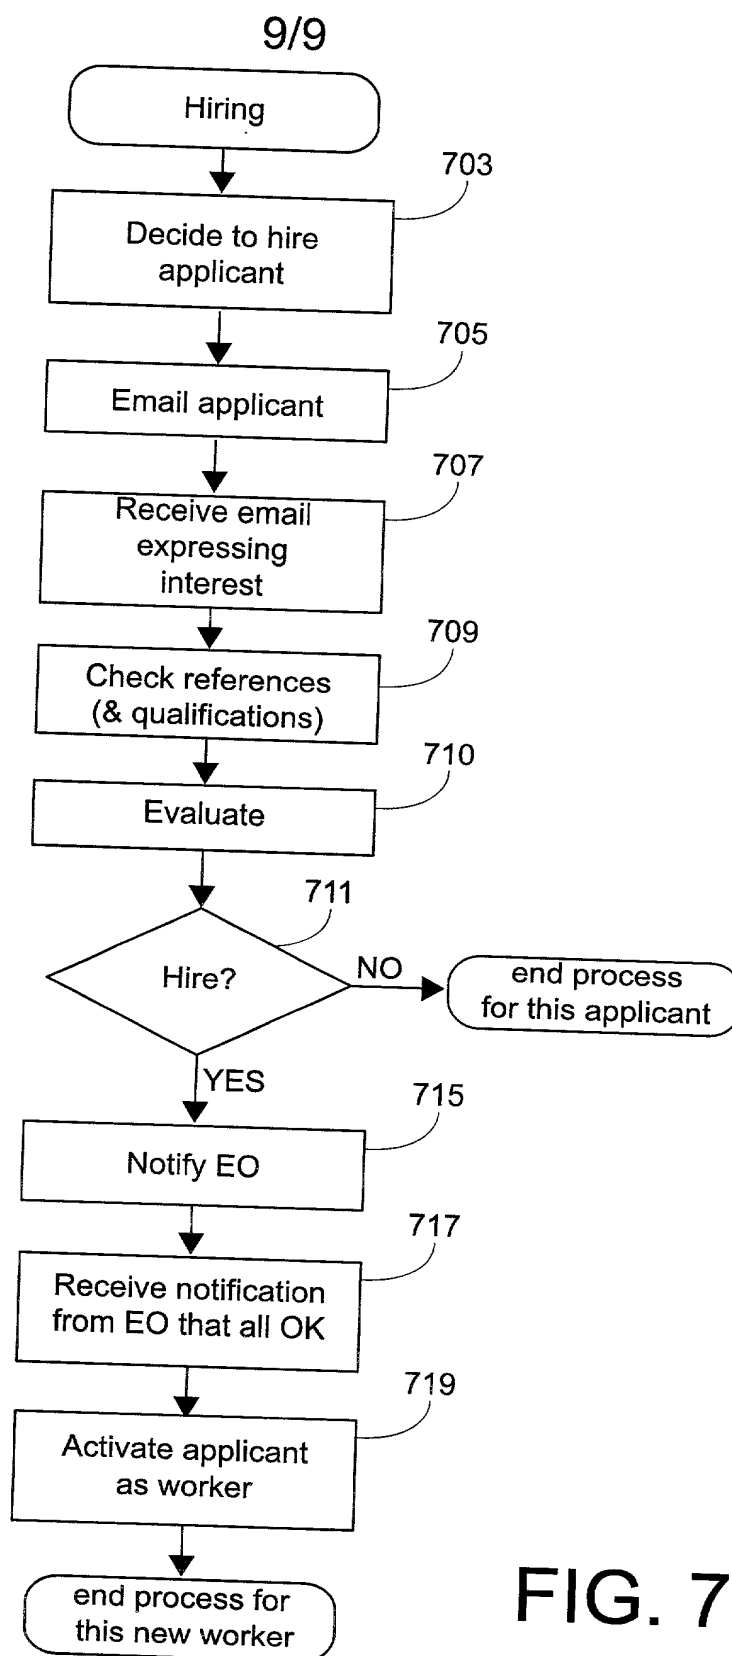 9/9
Hiring
703
Decide to hire
applicant
705
Email applicant
707
Receive email
expressing
interest
709
Check references
(& qualifications)
710
Evaluate
711
Hire?
NO
end process
for this applicant
YES
715
Notify EO
717
Receive notification
from EO that all OK
719
Activate applicant
as worker
end process for
this new worker
FIG. 7